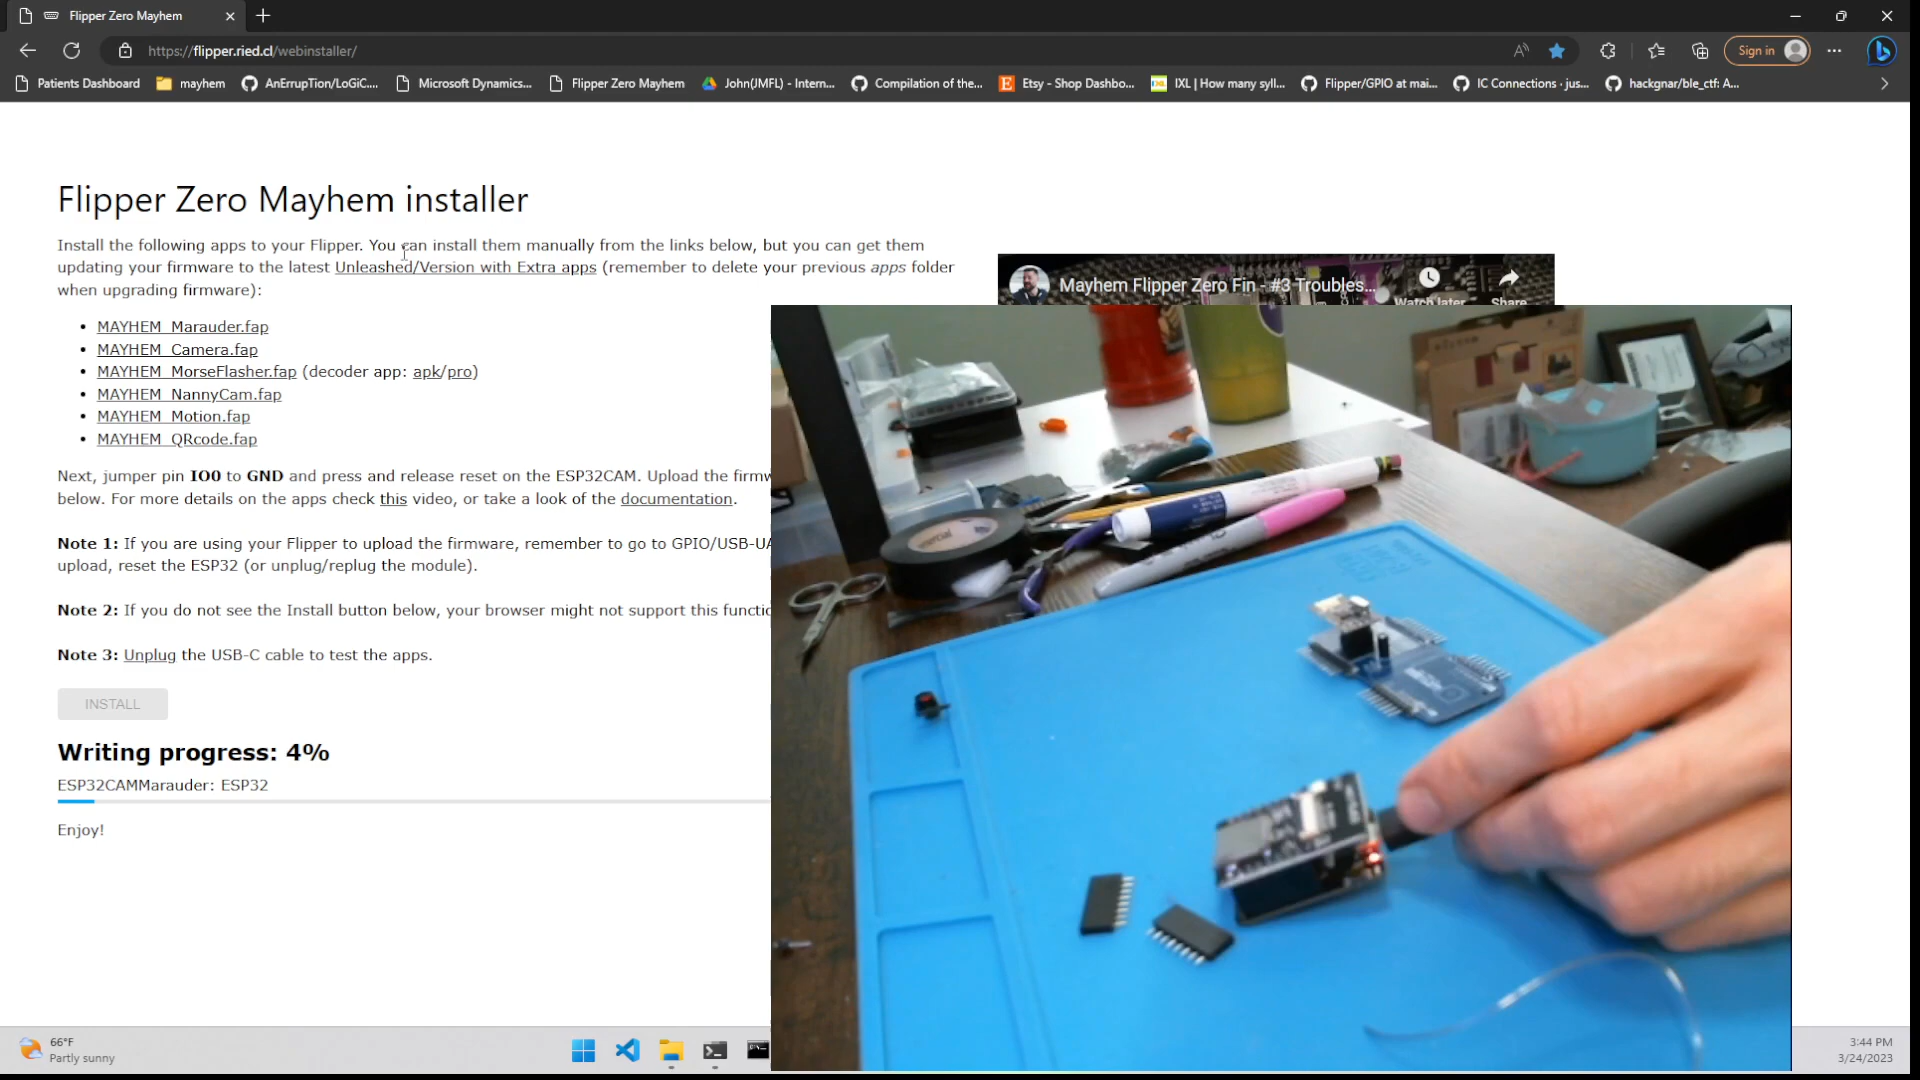 Flipper Zero Mayhem
https://flipper.ried.cl/webinstaller/
Sign in
Patients Dashboard
mayhem
AnErrupTion/LoGiC....
Microsoft Dynamics...
Flipper Zero Mayhem
John(JMFL) - Intern...
Compilation of the...
Etsy - Shop Dashbo...
IXL | How many syll...
Flipper/GPIO at mai...
IC Connections · jus...
hackgnar/ble_ctf: A...
Flipper Zero Mayhem installer
Install the following apps to your Flipper. You can install them manually from the links below, but you can get them
updating your firmware to the latest Unleashed/Version with Extra apps (remember to delete your previous apps folder
when upgrading firmware):
Mayhem Flipper Zero Fin - #3 Troubles...
Watch later
Share
• MAYHEM_Marauder.fap
• MAYHEM_Camera.fap
• MAYHEM_MorseFlasher.fap (decoder app: apk/pro)
• MAYHEM_NannyCam.fap
• MAYHEM_Motion.fap
• MAYHEM_QRcode.fap
Next, jumper pin IO0 to GND and press and release reset on the ESP32CAM. Upload the firmw
below. For more details on the apps check this video, or take a look of the documentation.
Note 1: If you are using your Flipper to upload the firmware, remember to go to GPIO/USB-UA
upload, reset the ESP32 (or unplug/replug the module).
Note 2: If you do not see the Install button below, your browser might not support this functio
Note 3: Unplug the USB-C cable to test the apps.
INSTALL
Writing progress: 4%
ESP32CAMMarauder: ESP32
Enjoy!
66°F
Partly sunny
3:44 PM
3/24/2023